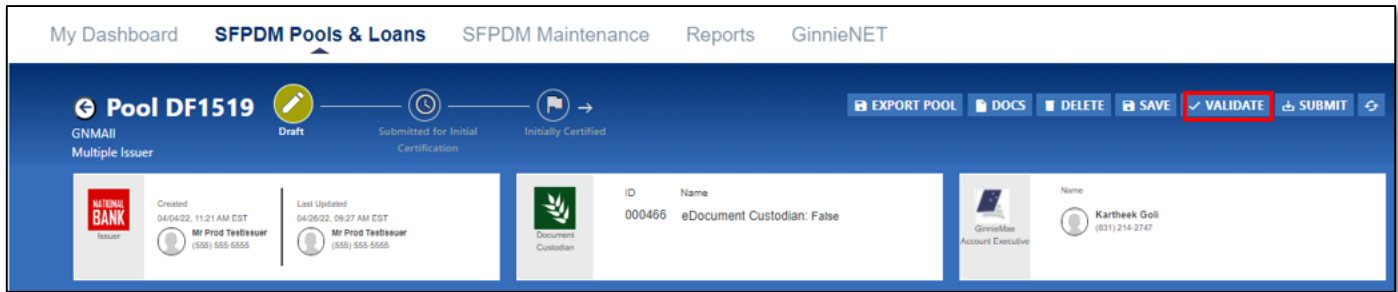 My Dashboard SFPDM Pools & Loans SFPDM Maintenance Reports GinnieNET
Pool DF1519
GNMAII
Multiple Issuer
Draft
Submitted for Initial
Certification
Initially Certified
EXPORT POOL DOCS DELETE SAVE VALIDATE SUBMIT
NATIONAL
BANK
Issuer
Created
04/04/22, 11:21 AM EST
Mr Prod TestIssuer
(555) 555-5555
Last Updated
04/26/22, 09:27 AM EST
Mr Prod TestIssuer
(555) 555-5555
Document
Custodian
ID Name
000466 eDocument Custodian: False
GinnieMae
Account Executive
Name
Kartheek Goli
(831) 214-2747